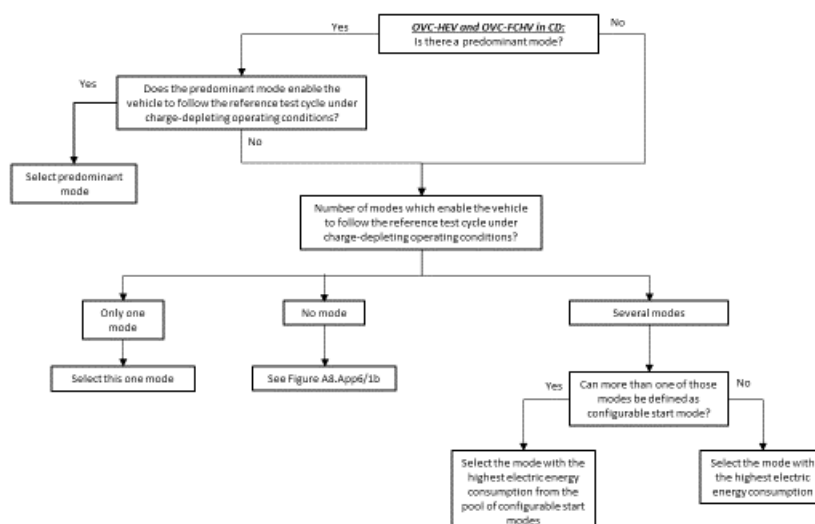 OVC-HEV and OVC-FCHV in CD:
Is there a predominant mode?
Yes
No
Does the predominant mode enable the
vehicle to follow the reference test cycle under
charge-depleting operating conditions?
Yes
No
Select predominant
mode
Number of modes which enable the vehicle
to follow the reference test cycle under
charge-depleting operating conditions?
Only one
mode
No mode
Several modes
Select this one mode
See Figure A8.App6/1b
Can more than one of those
modes be defined as
configurable start mode?
Yes
No
Select the mode with the
highest electric energy
consumption from the
pool of configurable start
modes
Select the mode with
the highest electric
energy consumption